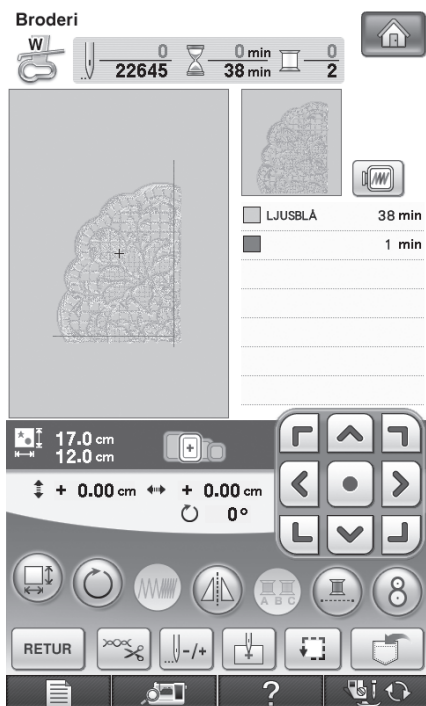 Broderi
W 0 0 min 0
22645 38 min 2
LJUSBLÅ 38 min
1 min
17.0 cm
12.0 cm
+ 0.00 cm + 0.00 cm
0°
A B C 8
RETUR -/+
? i